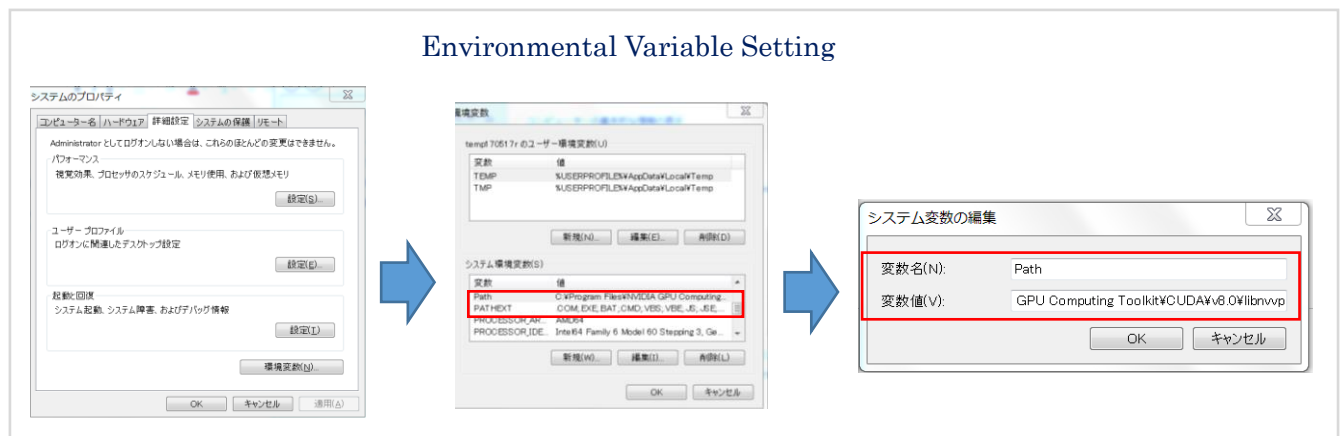 Environmental Variable Setting
システムのプロパティ
コンピューター名 ハードウェア 詳細設定 システムの保護 リモート
Administrator としてログオンしない場合は、これらのほとんどの変更はできません。
パフォーマンス
視覚効果、プロセッサのスケジュール、メモリ使用、および仮想メモリ
設定(S)...
ユーザー プロファイル
ログオンに関連したデスクトップ設定
設定(E)...
起動と回復
システム起動、システム障害、およびデバッグ情報
設定(T)...
環境変数(N)...
OK キャンセル 適用(A)
環境変数
のユーザー環境変数(U)
変数 値
TEMP %USERPROFILE%¥AppData¥Local¥Temp
TMP %USERPROFILE%¥AppData¥Local¥Temp
新規(N)... 編集(E)... 削除(D)
システム環境変数(S)
変数 値
Path C:¥Program Files¥NVIDIA GPU Computing...
PATHEXT .COM;.EXE;.BAT;.CMD;.VBS;.VBE;.JS;.JSE;...
PROCESSOR_AR... AMD64
PROCESSOR_IDE... Intel64 Family 6 Model 60 Stepping 3, Ge...
新規(W)... 編集(I)... 削除(L)
OK キャンセル
システム変数の編集
変数名(N): Path
変数値(V): GPU Computing Toolkit¥CUDA¥v8.0¥libnvvp
OK キャンセル